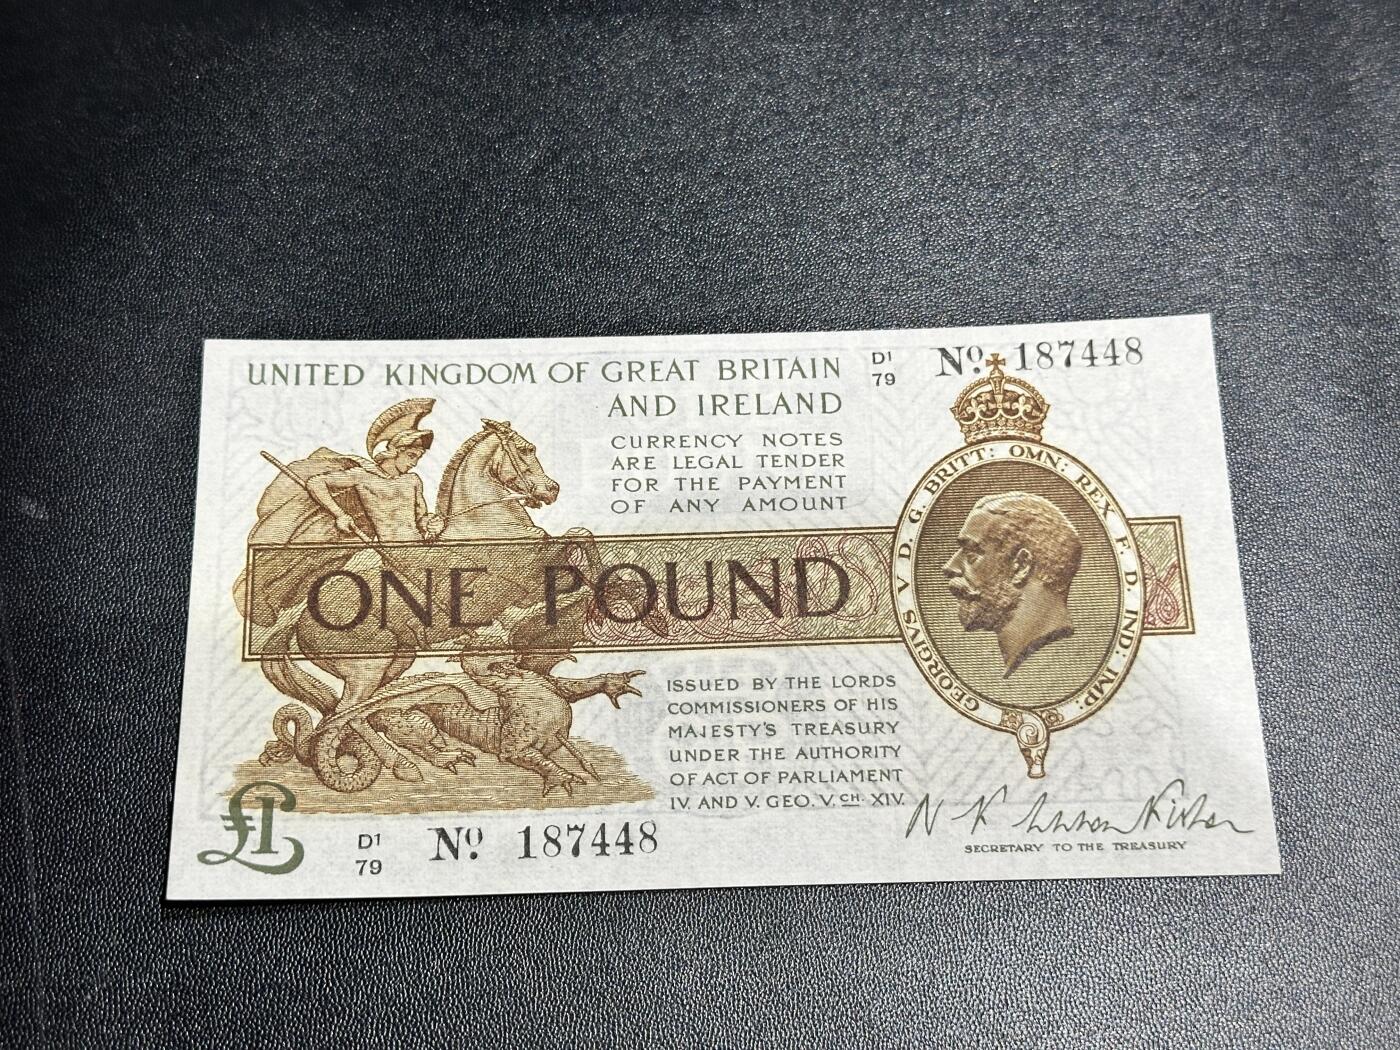 UNITED KINGDOM OF GREAT BRITAIN
AND IRELAND
D1
79
No. 187448
CURRENCY NOTES
ARE LEGAL TENDER
FOR THE PAYMENT
OF ANY AMOUNT
GEORGIVS V D. G. BRITT: OMN: REX F. D. IND: IMP:
ONE POUND
ISSUED BY THE LORDS
COMMISSIONERS OF HIS
MAJESTY'S TREASURY
UNDER THE AUTHORITY
OF ACT OF PARLIAMENT
IV. AND V. GEO. V. CH. XIV.
£1
D1
79
No. 187448
SECRETARY TO THE TREASURY